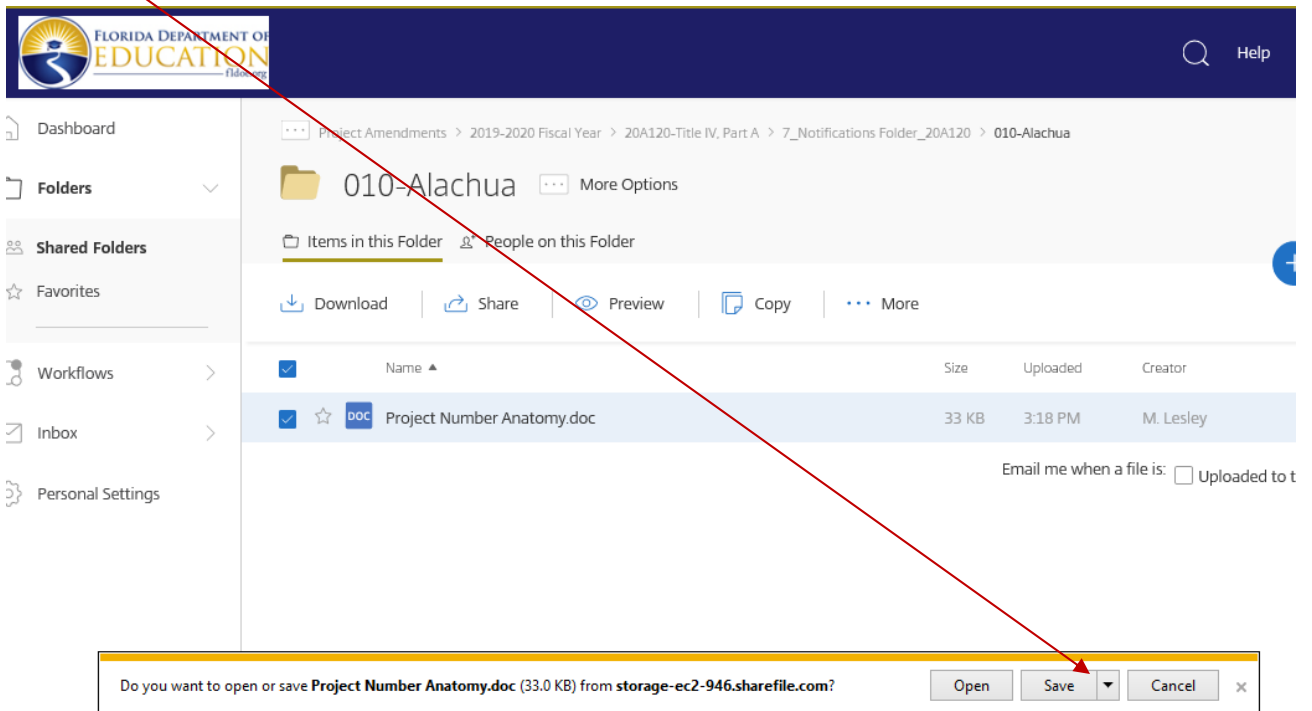 FLORIDA DEPARTMENT OF
EDUCATION
fldoe.org
Help
Dashboard
Folders
Shared Folders
Favorites
Workflows
Inbox
Personal Settings
Project Amendments > 2019-2020 Fiscal Year > 20A120-Title IV, Part A > 7_Notifications Folder_20A120 > 010-Alachua
010-Alachua ··· More Options
Items in this Folder People on this Folder
Download Share Preview Copy ··· More
Name ▲ Size Uploaded Creator
DOC Project Number Anatomy.doc 33 KB 3:18 PM M. Lesley
Email me when a file is: Uploaded to t
Do you want to open or save Project Number Anatomy.doc (33.0 KB) from storage-ec2-946.sharefile.com? Open Save ▼ Cancel ×